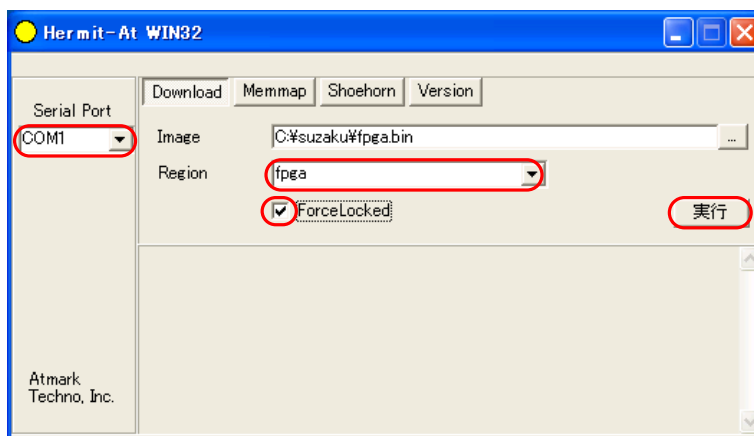 Hermit-At WIN32
Download Memmap Shoehorn Version
Serial Port
COM1
Image C:¥suzaku¥fpga.bin ...
Region fpga
ForceLocked 実行
Atmark
Techno, Inc.